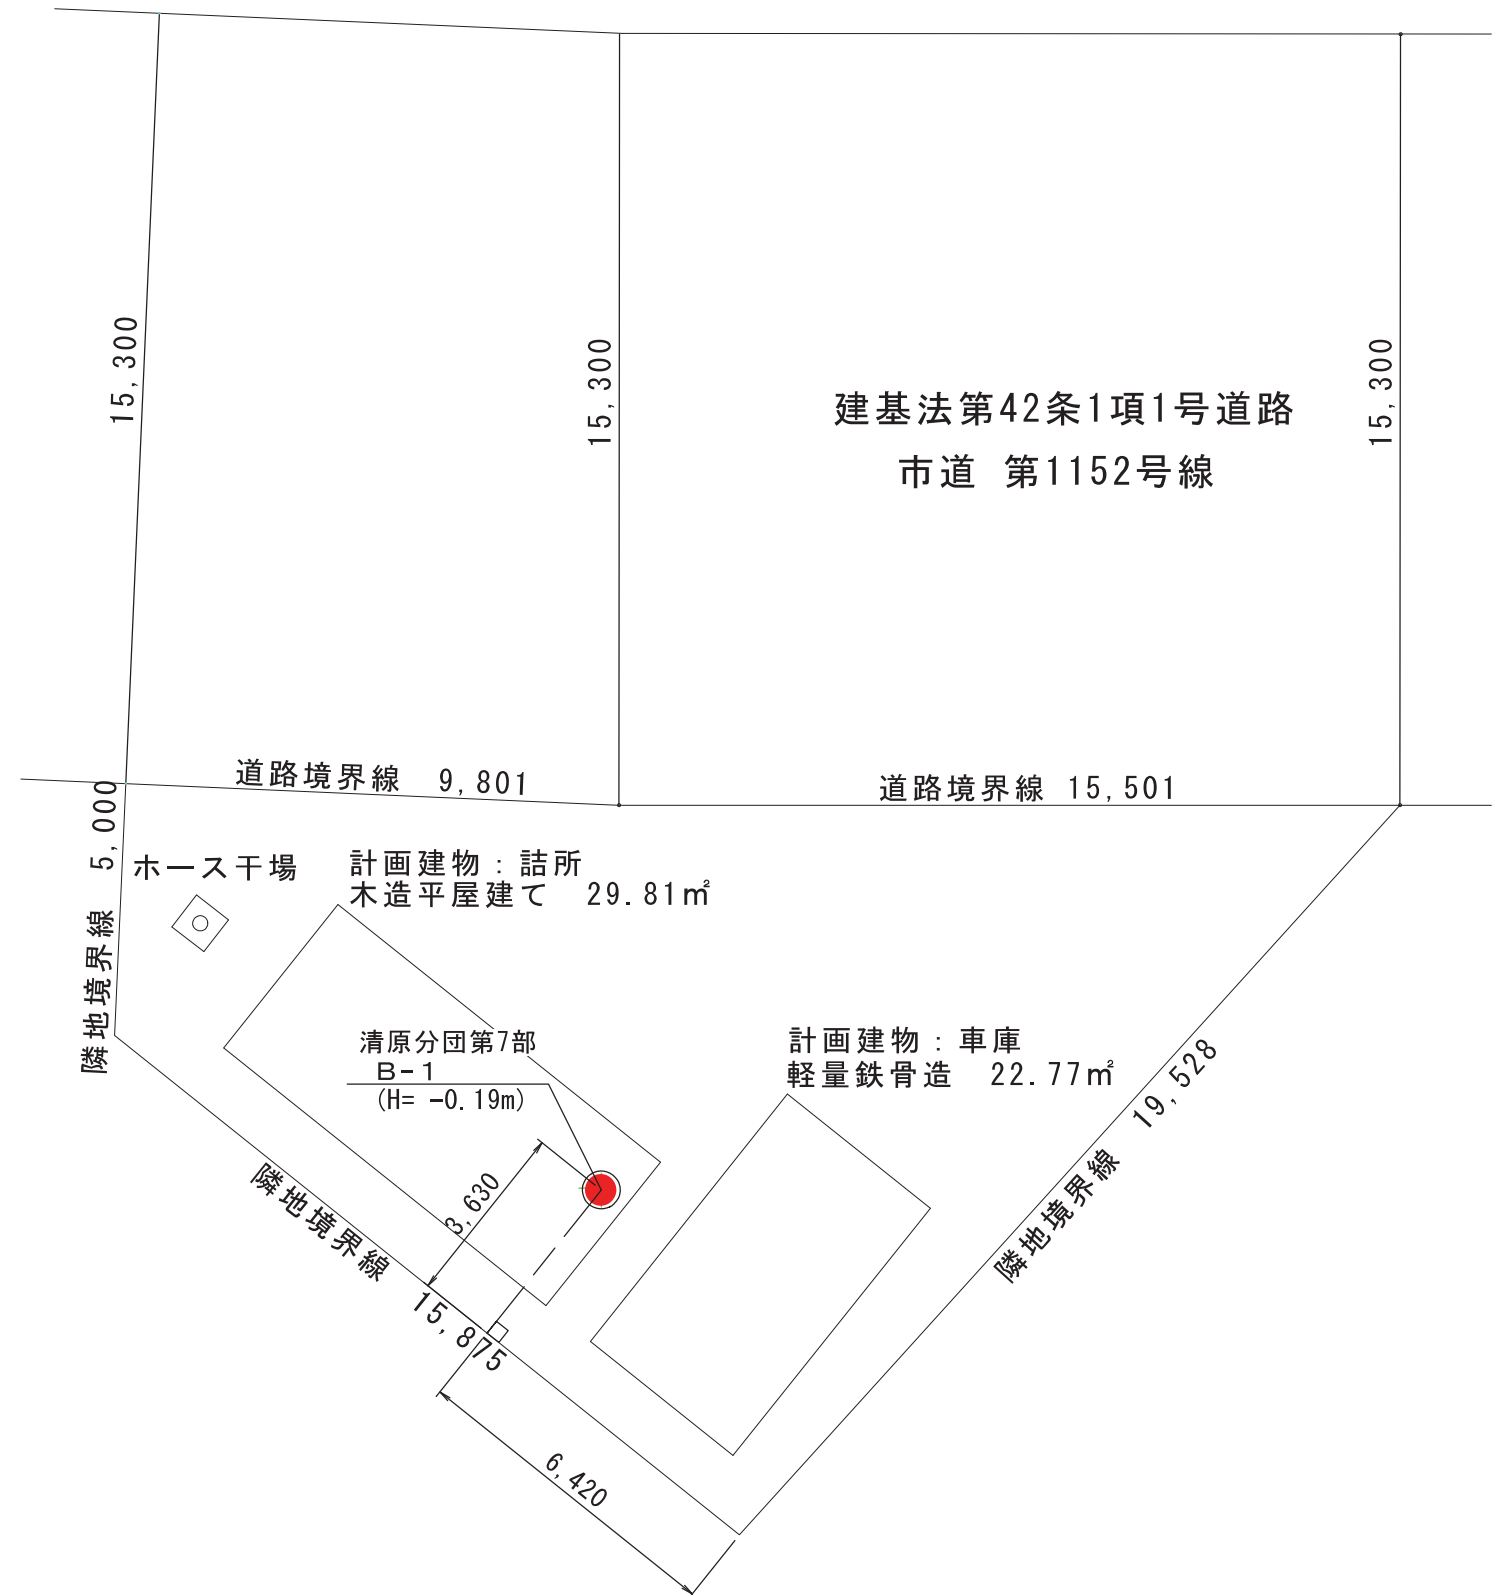 15,300
15,300
15,300
建基法第42条1項1号道路
市道 第1152号線
道路境界線 9,801
道路境界線 15,501
隣地境界線 5,000
ホース干場
計画建物：詰所
木造平屋建て 29.81㎡
清原分団第7部
B-1
(H= -0.19m)
計画建物：車庫
軽量鉄骨造 22.77㎡
隣地境界線 19,528
3,630
隣地境界線 15,875
6,420